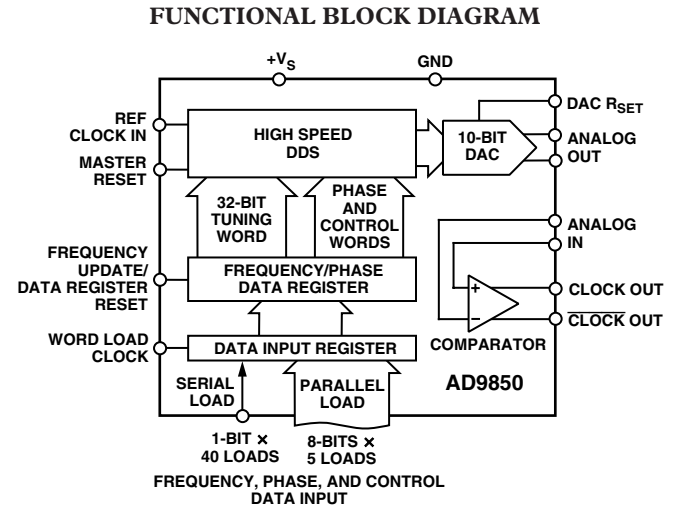 FUNCTIONAL BLOCK DIAGRAM
+VS
GND
REF
CLOCK IN
MASTER
RESET
FREQUENCY
UPDATE/
DATA REGISTER
RESET
WORD LOAD
CLOCK
HIGH SPEED
DDS
32-BIT
TUNING
WORD
PHASE
AND
CONTROL
WORDS
FREQUENCY/PHASE
DATA REGISTER
DATA INPUT REGISTER
SERIAL
LOAD
PARALLEL
LOAD
10-BIT
DAC
DAC RSET
ANALOG
OUT
ANALOG
IN
+
–
CLOCK OUT
CLOCK OUT
COMPARATOR
AD9850
1-BIT ×
40 LOADS
8-BITS ×
5 LOADS
FREQUENCY, PHASE, AND CONTROL
DATA INPUT